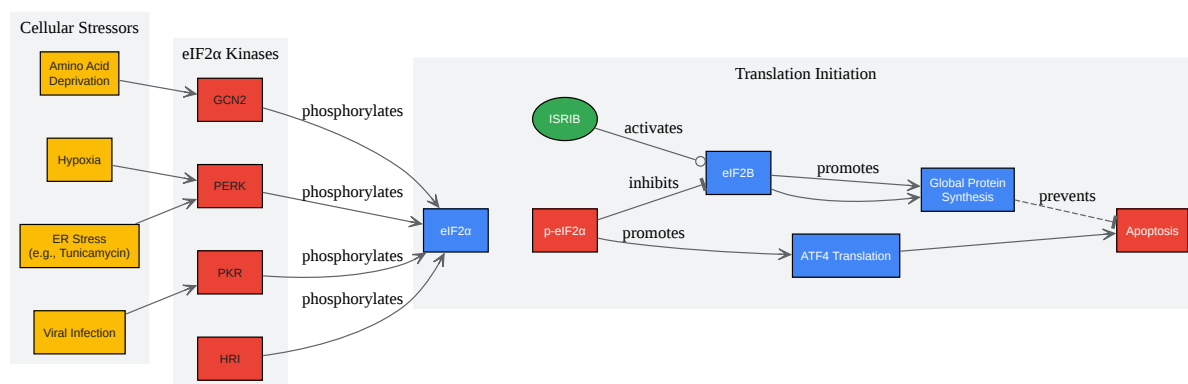 Cellular Stressors
Amino Acid
Deprivation
Hypoxia
ER Stress
(e.g., Tunicamycin)
Viral Infection
eIF2α Kinases
GCN2
PERK
PKR
HRI
phosphorylates
phosphorylates
phosphorylates
phosphorylates
Translation Initiation
eIF2α
ISRIB
activates
p-eIF2α
inhibits
promotes
eIF2B
promotes
ATF4 Translation
Global Protein
Synthesis
prevents
Apoptosis